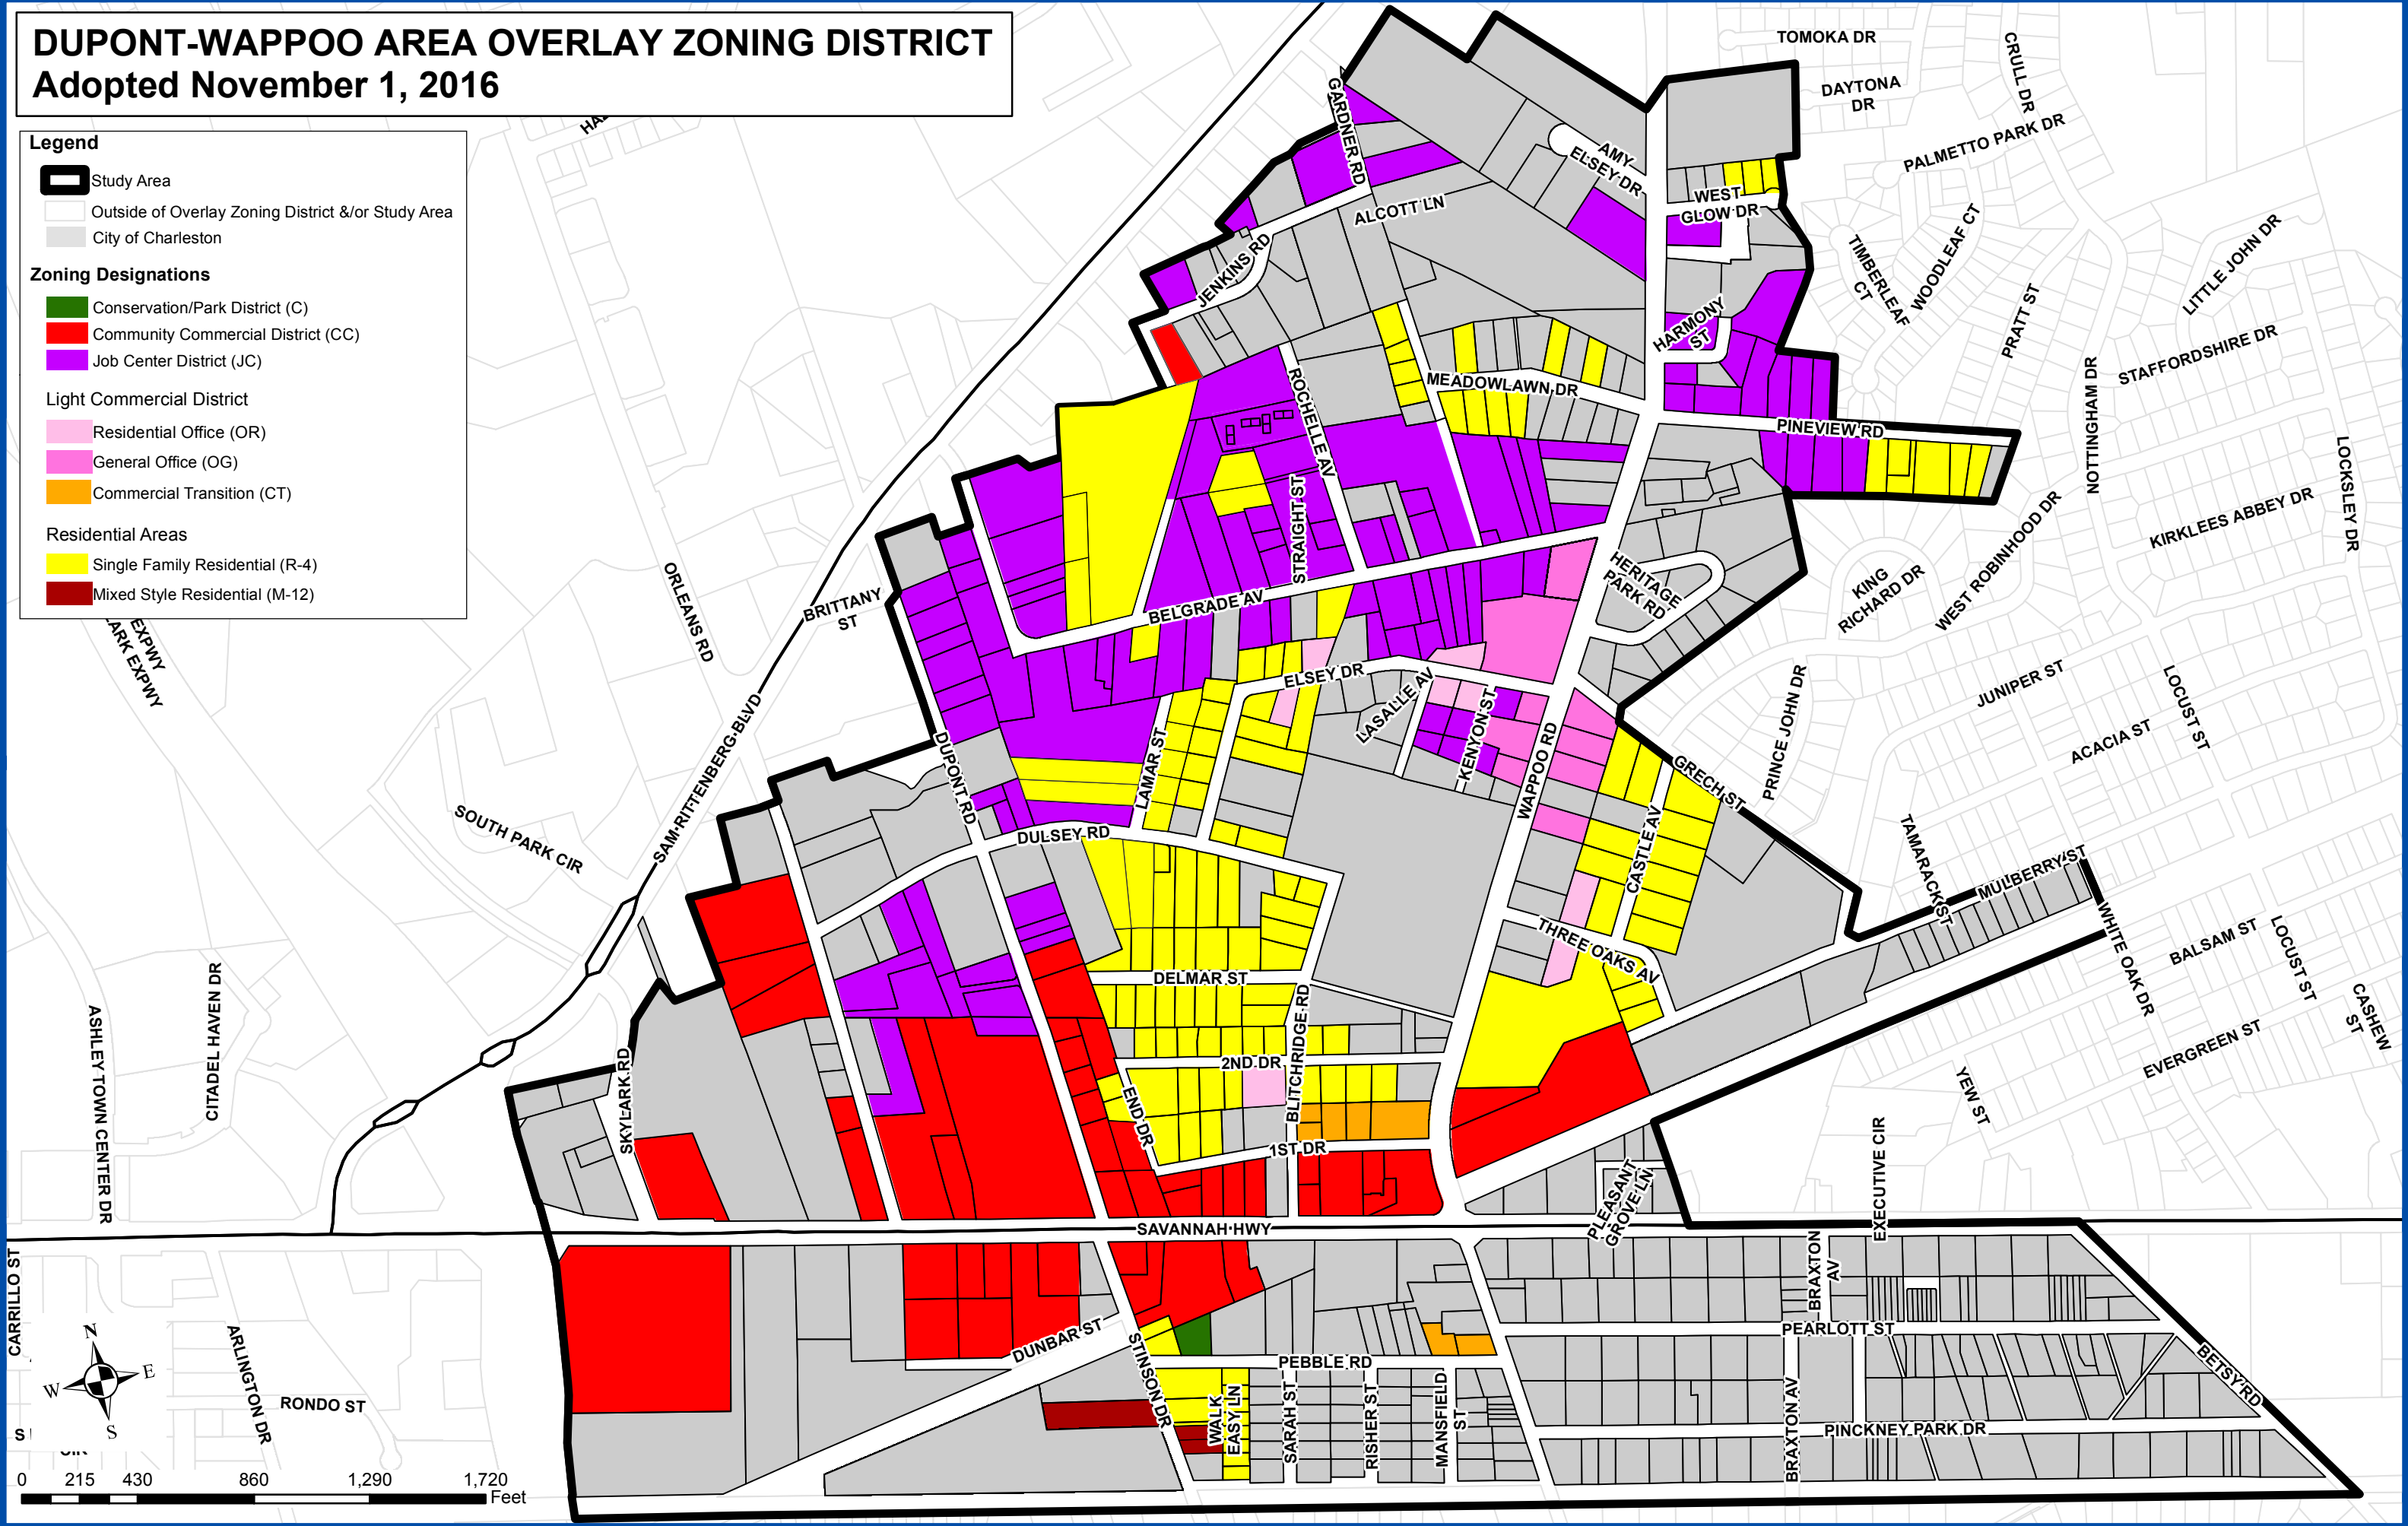 DUPONT-WAPPOO AREA OVERLAY ZONING DISTRICT
Adopted November 1, 2016
Legend
Study Area
Outside of Overlay Zoning District &/or Study Area
City of Charleston
Zoning Designations
Conservation/Park District (C)
Community Commercial District (CC)
Job Center District (JC)
Light Commercial District
Residential Office (OR)
General Office (OG)
Commercial Transition (CT)
Residential Areas
Single Family Residential (R-4)
Mixed Style Residential (M-12)
TOMOKA DR
CRULL DR
DAYTONA
DR
PALMETTO PARK DR
GARDNER RD
AMY
ELSEY DR
WEST
GLOW DR
ALCOTT LN
JENKINS RD
TIMBERLEAF
CT
WOODLEAF CT
LITTLE JOHN DR
PRATT ST
HARMONY
ST
STAFFORDSHIRE DR
NOTTINGHAM DR
MEADOWLAWN DR
ROCHELLE AV
PINEVIEW RD
LOCKSLEY DR
KIRKLEES ABBEY DR
STRAIGHT ST
WEST ROBINHOOD DR
KING
RICHARD DR
HERITAGE
PARK RD
BELGRADE AV
BRITTANY
ST
ORLEANS RD
EXPWY
ARK EXPWY
ELSEY DR
LASALLE AV
KENYON ST
WAPPOO RD
JUNIPER ST
LOCUST ST
ACACIA ST
PRINCE JOHN DR
GRECH ST
SAM RITTENBERG BLVD
DUPONT RD
LAMAR ST
DULSEY RD
SOUTH PARK CIR
CASTLE AV
TAMARACK ST
MULBERRY ST
THREE OAKS AV
WHITE OAK DR
BALSAM ST
LOCUST ST
CASHEW
ST
EVERGREEN ST
YEW ST
DELMAR ST
BLITCHRIDGE RD
2ND DR
END DR
1ST DR
ASHLEY TOWN CENTER DR
CITADEL HAVEN DR
SKYLARK RD
PLEASANT
GROVE LN
EXECUTIVE CIR
SAVANNAH HWY
CARRILLO ST
BRAXTON
AV
PEARLOTT ST
DUNBAR ST
STINSON DR
PEBBLE RD
BETSY RD
ARLINGTON DR
RONDO ST
WALK
EASY LN
SARAH ST
RISHER ST
MANSFIELD
ST
BRAXTON AV
PINCKNEY PARK DR
N
W
E
S
0 215 430 860 1,290 1,720
Feet